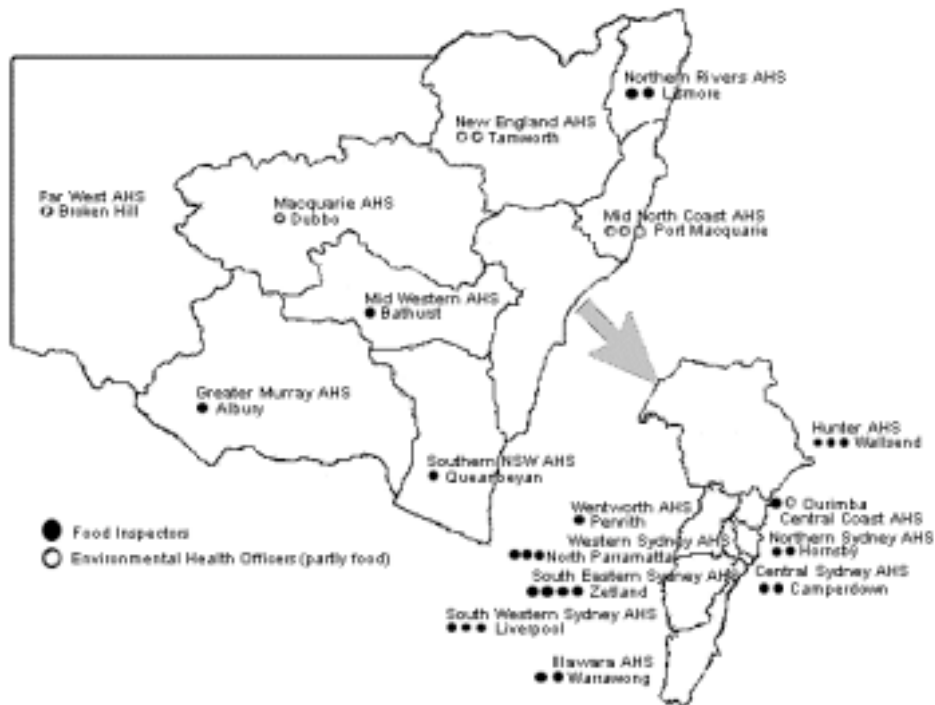 Northern Rivers AHS
Lismore
New England AHS
Tamworth
Far West AHS
Broken Hill
Macquarie AHS
Dubbo
Mid North Coast AHS
Port Macquarie
Mid Western AHS
Bathurst
Greater Murray AHS
Albury
Hunter AHS
Wallsend
Southern NSW AHS
Queanbeyan
Wentworth AHS
Penrith
Ourimba
Central Coast AHS
Western Sydney AHS
North Parramatta
Northern Sydney AHS
Hornsby
South Eastern Sydney AHS
Zetland
Central Sydney AHS
Camperdown
South Western Sydney AHS
Liverpool
Illawara AHS
Warrawong
Food Inspectors
Environmental Health Officers (partly food)